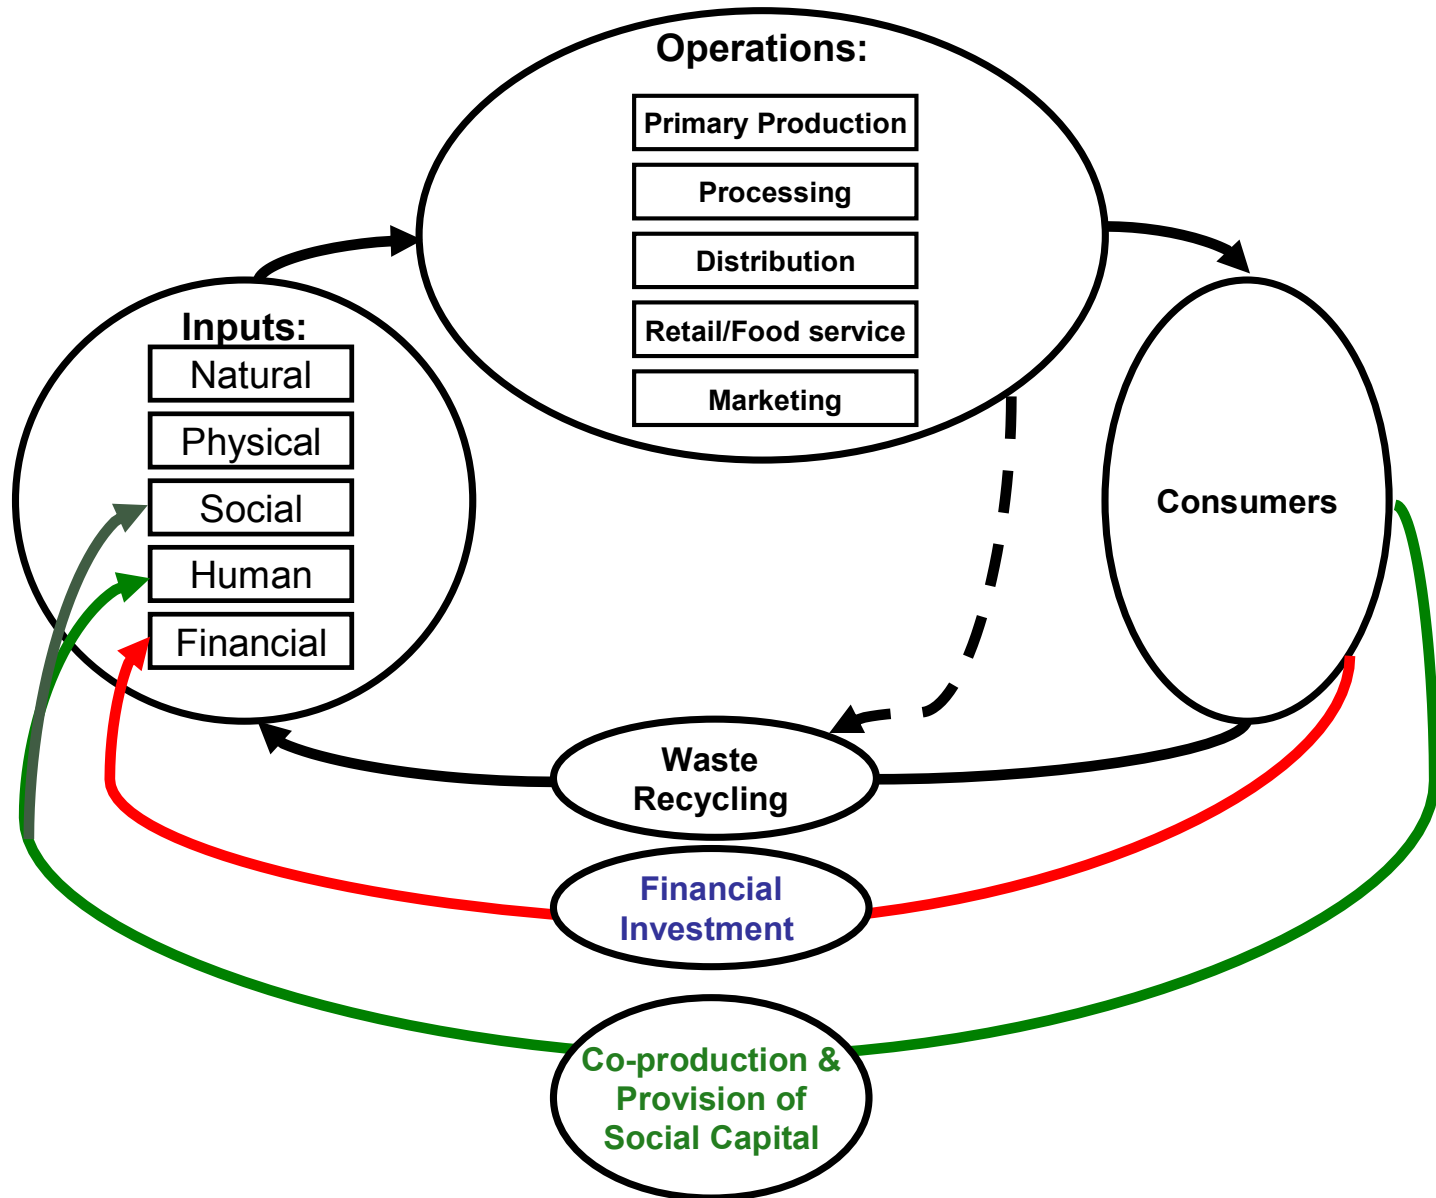 Operations:
Primary Production
Processing
Distribution
Retail/Food service
Marketing
Inputs:
Natural
Physical
Social
Human
Financial
Consumers
Waste
Recycling
Financial
Investment
Co-production &
Provision of
Social Capital